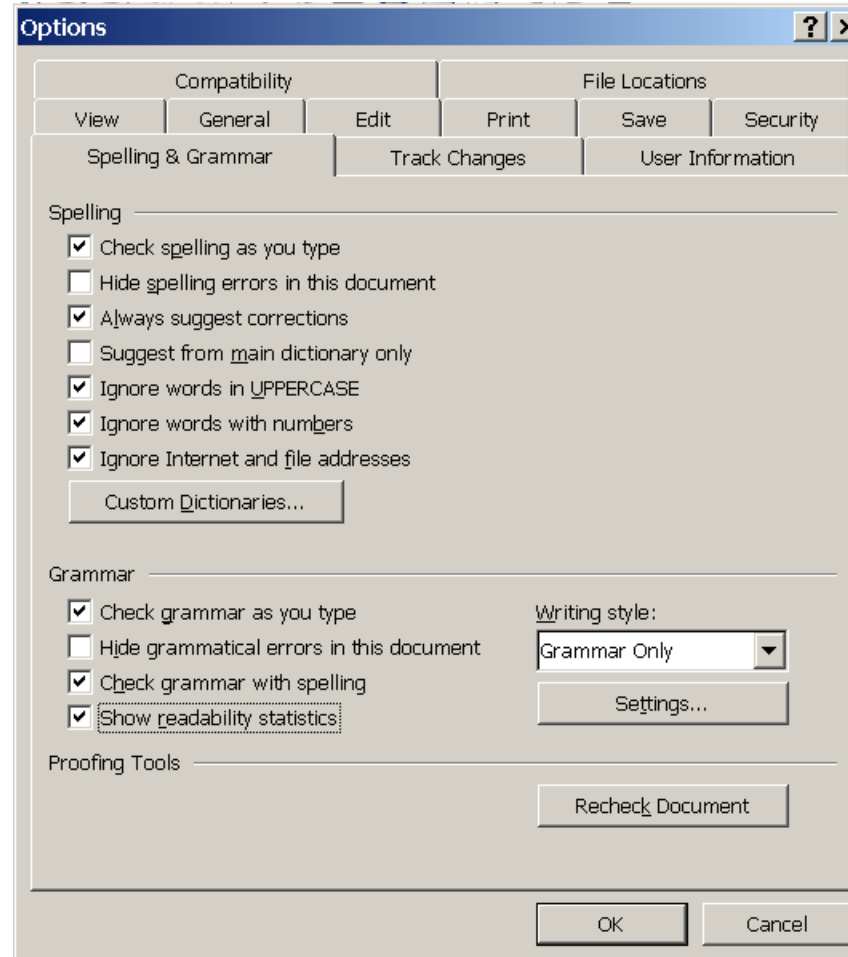 Options
Compatibility File Locations
View General Edit Print Save Security
Spelling & Grammar Track Changes User Information
Spelling
Check spelling as you type
Hide spelling errors in this document
Always suggest corrections
Suggest from main dictionary only
Ignore words in UPPERCASE
Ignore words with numbers
Ignore Internet and file addresses
Custom Dictionaries...
Grammar
Check grammar as you type Writing style:
Hide grammatical errors in this document Grammar Only
Check grammar with spelling
Show readability statistics Settings...
Proofing Tools
Recheck Document
OK Cancel